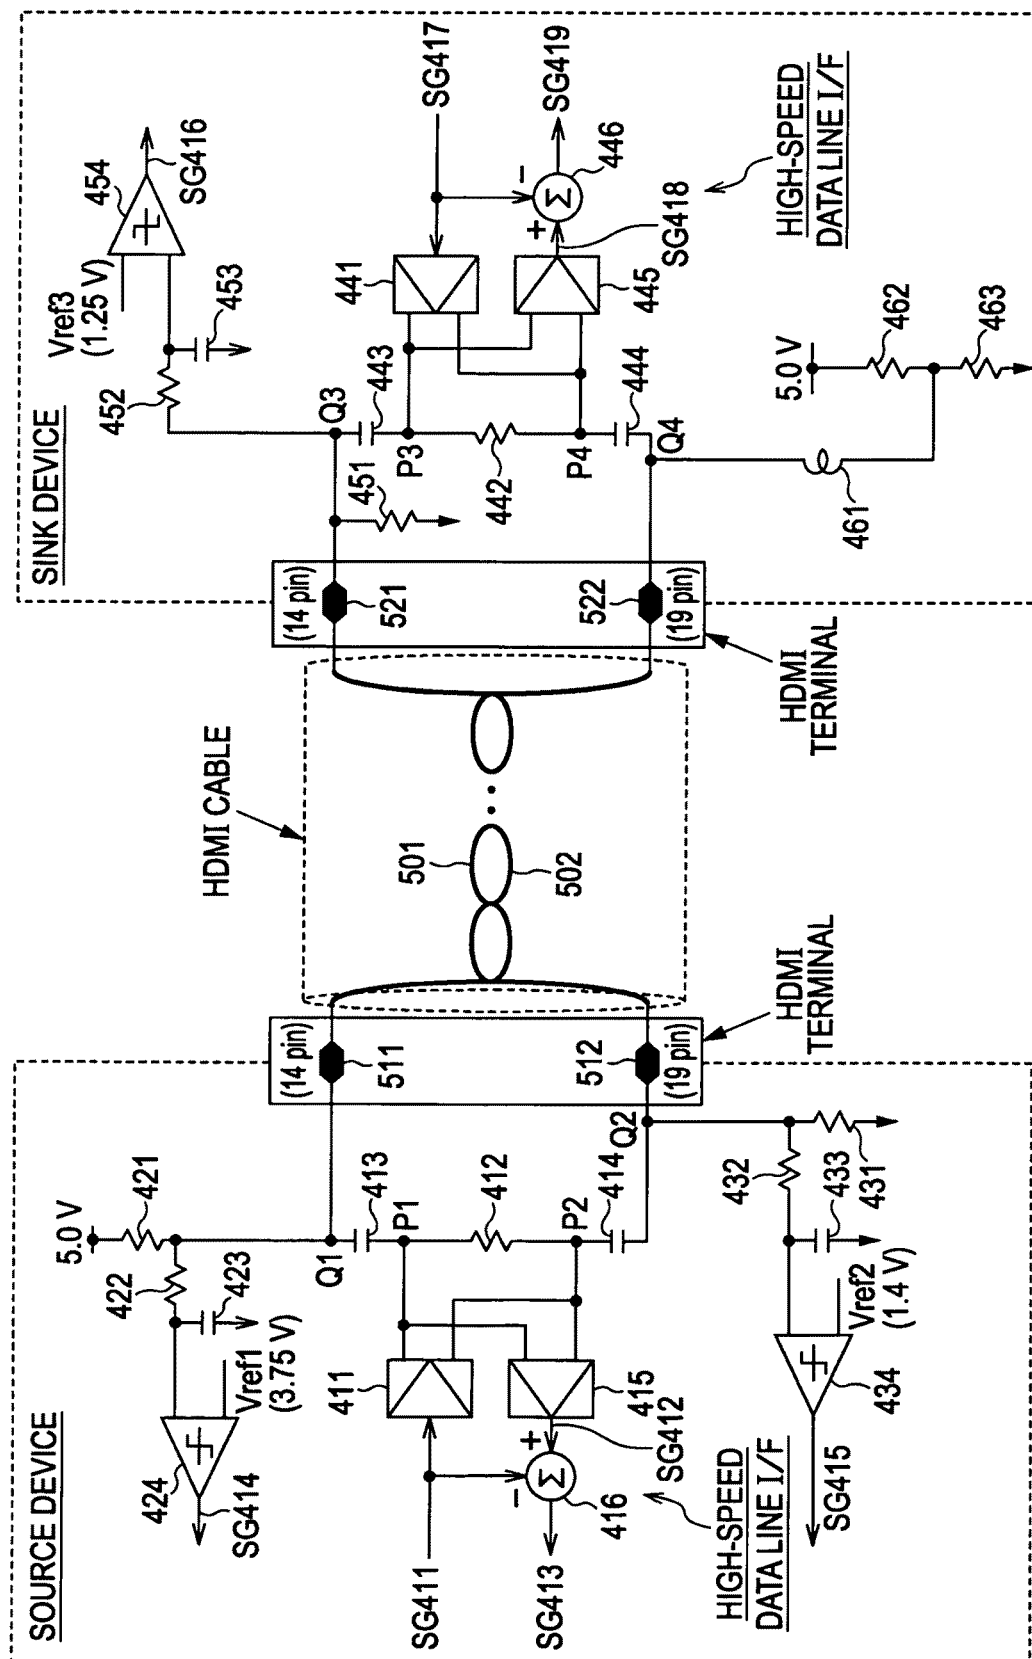 SOURCE DEVICE
5.0 V
421
422
423
424
Vref1
(3.75 V)
SG414
Q1
413
P1
412
P2
414
Q2
411
415
SG411
SG412
SG413
416
HIGH-SPEED
DATA LINE I/F
432
431
433
Vref2
(1.4 V)
434
SG415
(14 pin)
511
512
(19 pin)
HDMI
TERMINAL
HDMI CABLE
501
502
SINK DEVICE
(14 pin)
521
522
(19 pin)
HDMI
TERMINAL
Vref3
(1.25 V)
454
SG416
452
453
451
Q3
443
P3
442
P4
444
Q4
441
445
SG417
SG418
SG419
446
HIGH-SPEED
DATA LINE I/F
5.0 V
462
463
461
Σ
Σ
+
-
+
-